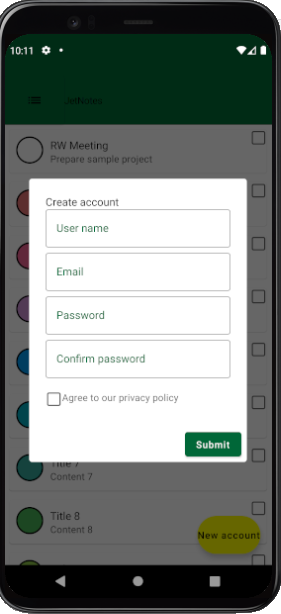 10:11
JetNotes
RW Meeting
Prepare sample project
Create account
User name
Email
Password
Confirm password
Agree to our privacy policy
Submit
Title 7
Content 7
Title 8
Content 8
New account